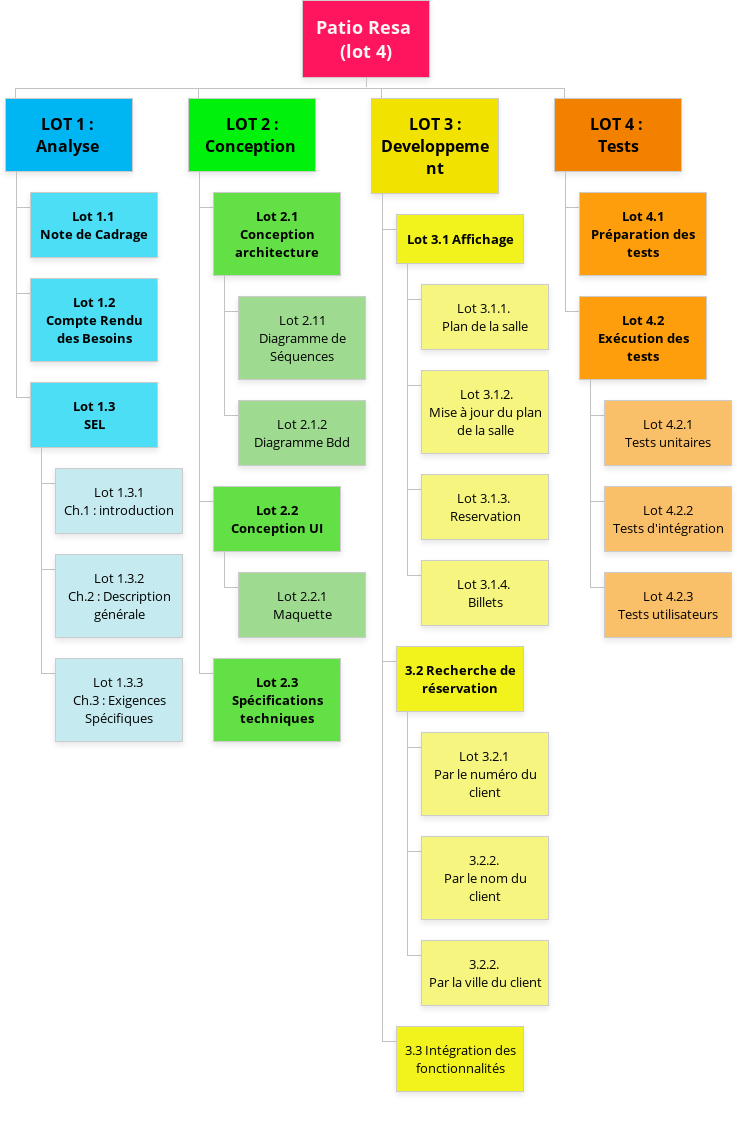 Patio Resa
(lot 4)
LOT 1 :
Analyse
Lot 1.1
Note de Cadrage
Lot 1.2
Compte Rendu
des Besoins
Lot 1.3
SEL
Lot 1.3.1
Ch.1 : introduction
Lot 1.3.2
Ch.2 : Description
générale
Lot 1.3.3
Ch.3 : Exigences
Spécifiques
LOT 2 :
Conception
Lot 2.1
Conception
architecture
Lot 2.11
Diagramme de
Séquences
Lot 2.1.2
Diagramme Bdd
Lot 2.2
Conception UI
Lot 2.2.1
Maquette
Lot 2.3
Spécifications
techniques
LOT 3 :
Developpeme
nt
Lot 3.1 Affichage
Lot 3.1.1.
Plan de la salle
Lot 3.1.2.
Mise à jour du plan
de la salle
Lot 3.1.3.
Reservation
Lot 3.1.4.
Billets
3.2 Recherche de
réservation
Lot 3.2.1
Par le numéro du
client
3.2.2.
Par le nom du
client
3.2.2.
Par la ville du client
3.3 Intégration des
fonctionnalités
LOT 4 :
Tests
Lot 4.1
Préparation des
tests
Lot 4.2
Exécution des
tests
Lot 4.2.1
Tests unitaires
Lot 4.2.2
Tests d'intégration
Lot 4.2.3
Tests utilisateurs